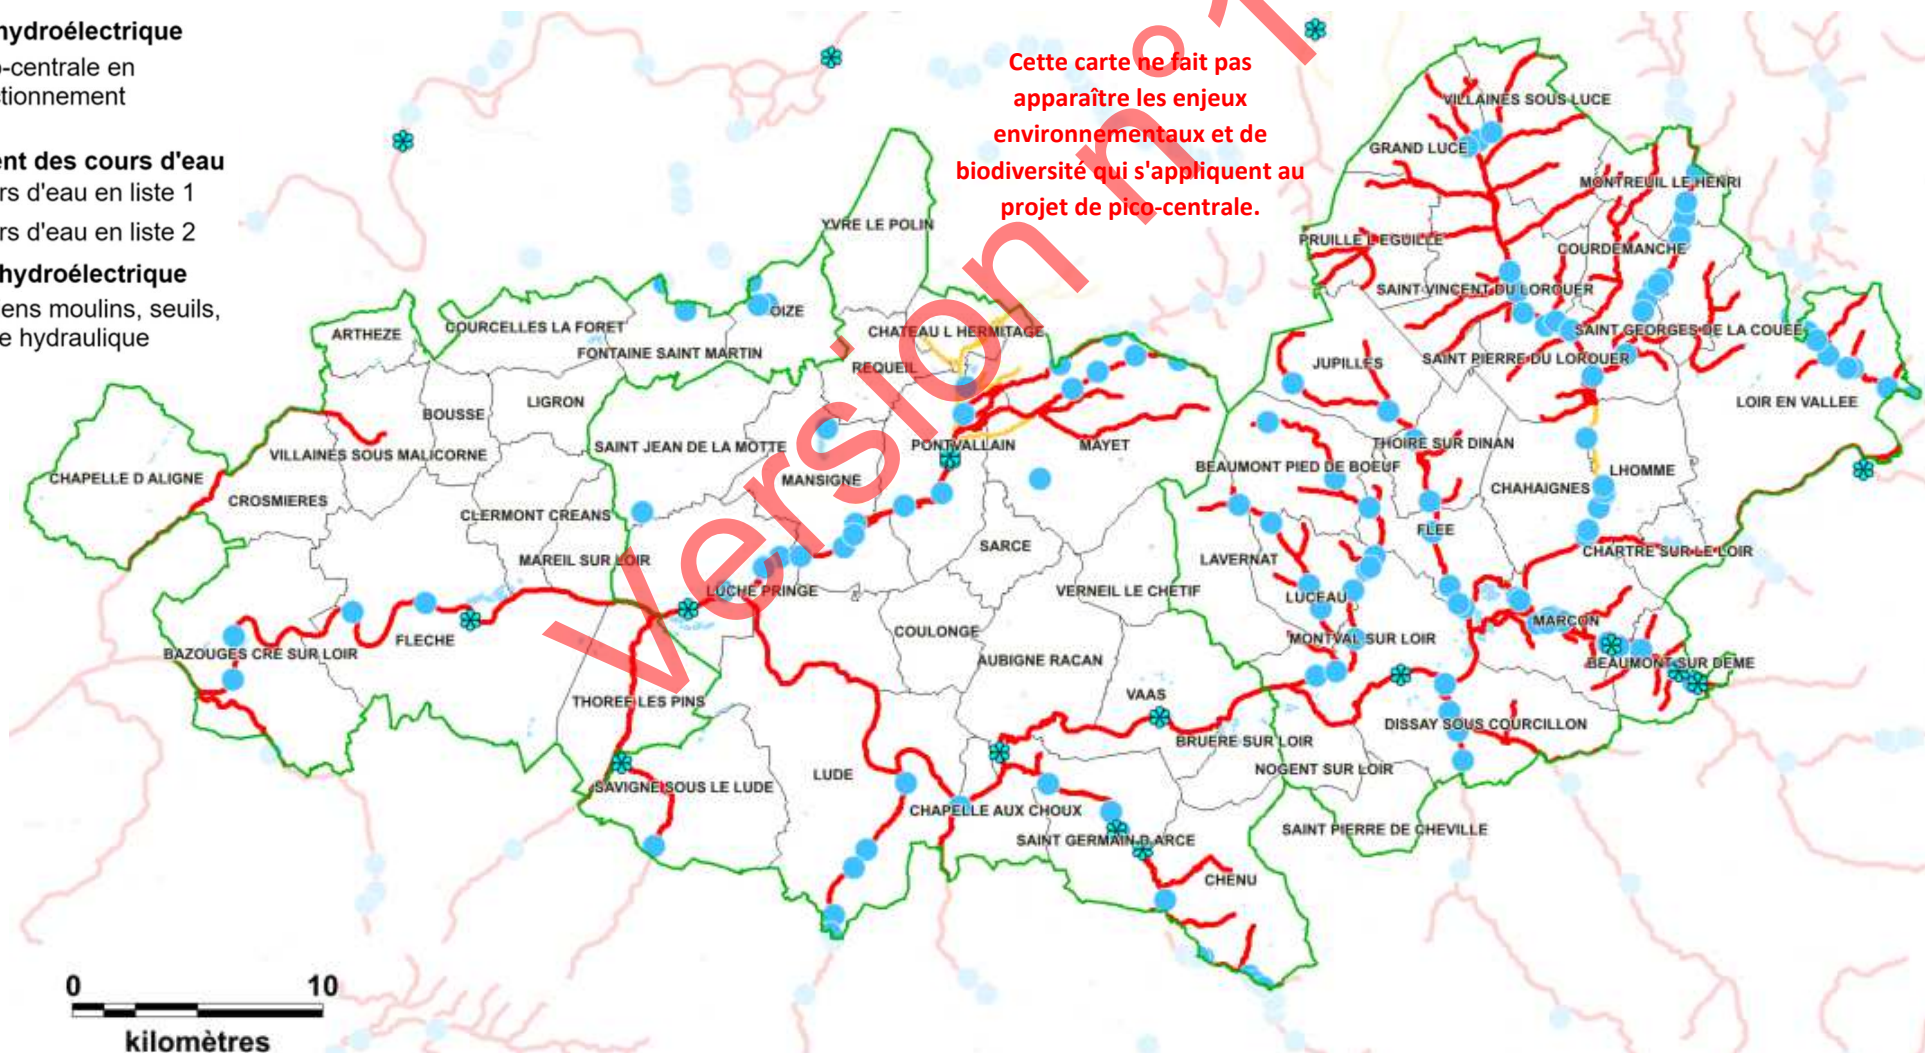 hydroélectrique
o-centrale en
ctionnement
ent des cours d'eau
rs d'eau en liste 1
rs d'eau en liste 2
hydroélectrique
iens moulins, seuils,
e hydraulique
Cette carte ne fait pas
apparaître les enjeux
environnementaux et de
biodiversité qui s'appliquent au
projet de pico-centrale.
version n°1
VILLAINES SOUS LUCE
GRAND LUCE
MONTREUIL LE HENRI
YVRE LE POLIN
PRUILLE L EGUILLE
COURDEMANCHE
SAINT VINCENT DU LOROUER
OIZE
ARTHEZE
COURCELLES LA FORET
CHATEAU L HERMITAGE
SAINT GEORGES DE LA COUEE
FONTAINE SAINT MARTIN
REQUEIL
JUPILLES
SAINT PIERRE DU LOROUER
LIGRON
BOUSSE
LOIR EN VALLEE
SAINT JEAN DE LA MOTTE
PONTVALLAIN
MAYET
THOIRE SUR DINAN
VILLAINES SOUS MALICORNE
BEAUMONT PIED DE BOEUF
LHOMME
CHAPELLE D ALIGNE
MANSIGNE
CHAHAIGNES
CROSMIERES
CLERMONT CREANS
FLEE
SARCE
CHARTRE SUR LE LOIR
MAREIL SUR LOIR
LAVERNAT
LUCHE PRINGE
VERNEIL LE CHETIF
LUCEAU
MARCON
COULONGE
FLECHE
MONTVAL SUR LOIR
BAZOUGES CRE SUR LOIR
AUBIGNE RACAN
BEAUMONT SUR DEME
VAAS
THOREE LES PINS
DISSAY SOUS COURCILLON
BRUERE SUR LOIR
LUDE
NOGENT SUR LOIR
SAVIGNE SOUS LE LUDE
CHAPELLE AUX CHOUX
SAINT PIERRE DE CHEVILLE
SAINT GERMAIN D ARCE
CHENU
0 10
kilomètres